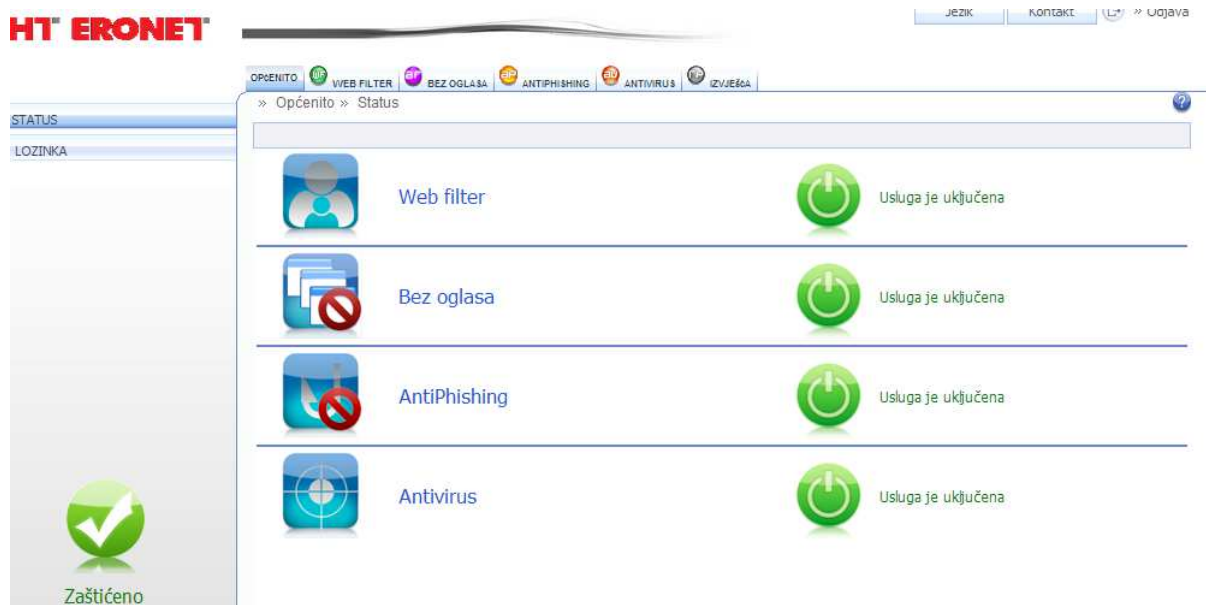 Jezik Kontakt » Odjava
HT ERONET
OPĆENITO WEB FILTER BEZ OGLASA ANTIPHISHING ANTIVIRUS IZVJEŠĆA
» Općenito » Status
STATUS
LOZINKA
Web filter Usluga je uključena
Bez oglasa Usluga je uključena
AntiPhishing Usluga je uključena
Antivirus Usluga je uključena
Zaštićeno